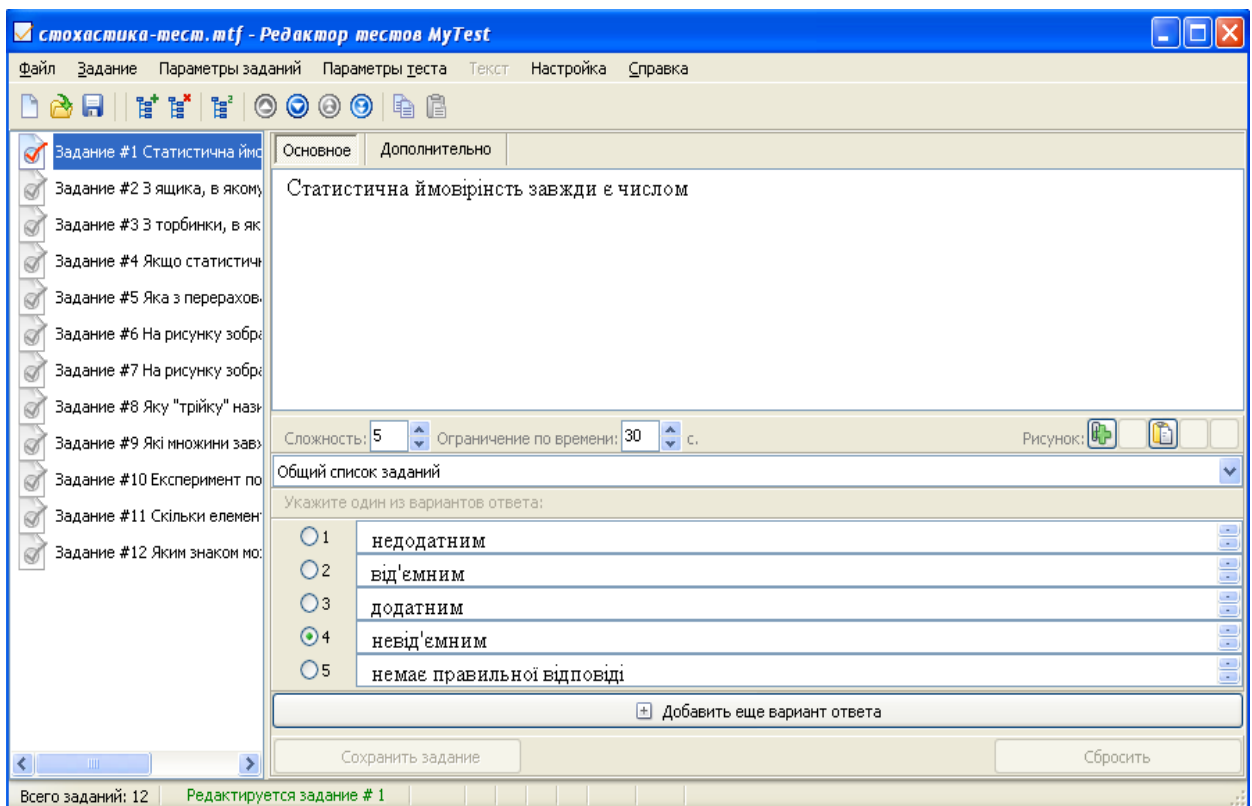 стохастика-тест.mtf - Редактор тестов MyTest
Файл Задание Параметры заданий Параметры теста Текст Настройка Справка
Задание #1 Статистична ймо
Задание #2 З ящика, в якому
Задание #3 З торбинки, в як
Задание #4 Якщо статистичн
Задание #5 Яка з перерахов
Задание #6 На рисунку зобра
Задание #7 На рисунку зобра
Задание #8 Яку "трійку" нази
Задание #9 Які множини завж
Задание #10 Експеримент по
Задание #11 Скільки елемент
Задание #12 Яким знаком мо
Основное Дополнительно
Статистична ймовірінсть завжди є числом
Сложность: 5 Ограничение по времени: 30 с. Рисунок:
Общий список заданий
Укажите один из вариантов ответа:
1 недодатним
2 від'ємним
3 додатним
4 невід'ємним
5 немає правильної відповіді
Добавить еще вариант ответа
Сохранить задание Сбросить
Всего заданий: 12 Редактируется задание # 1